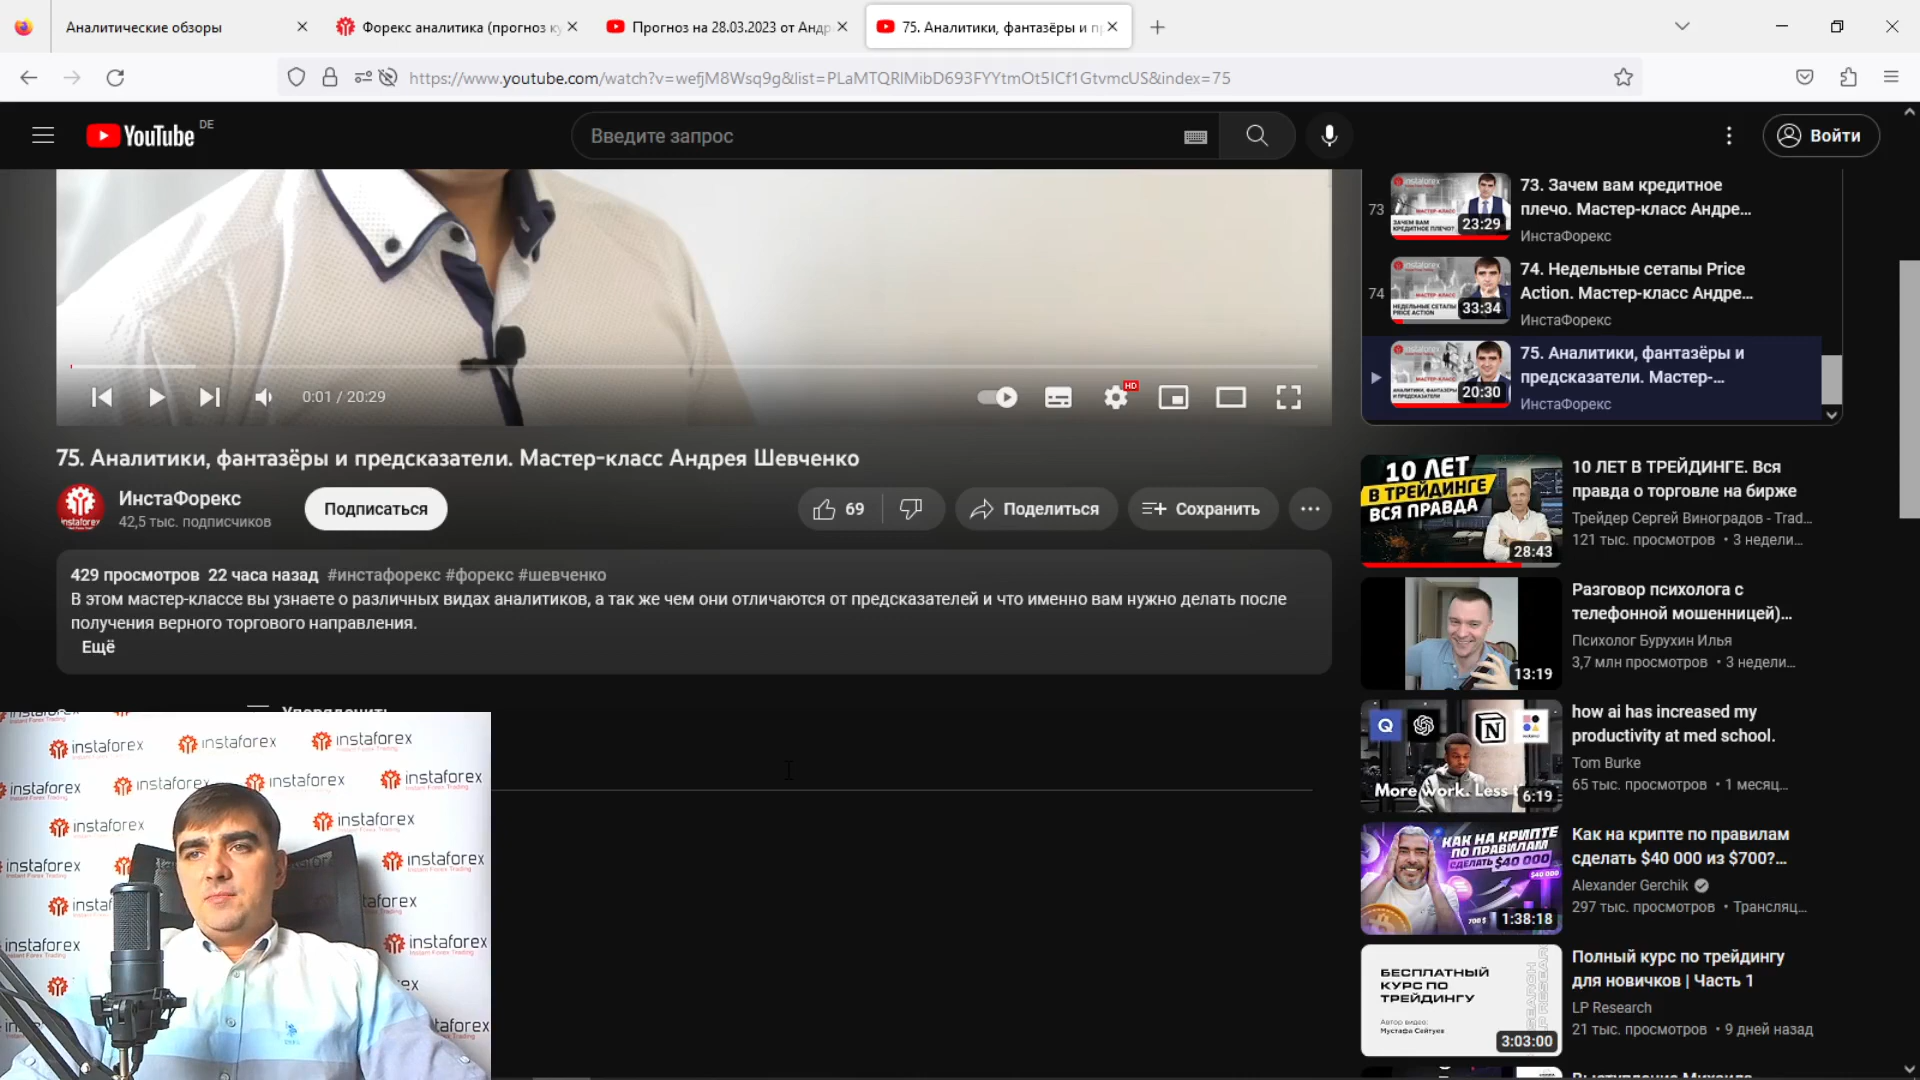 Аналитические обзоры
Форекс аналитика (прогноз ку
Прогноз на 28.03.2023 от Андр
75. Аналитики, фантазёры и пр
https://www.youtube.com/watch?v=wefjM8Wsq9g&list=PLaMTQRlMibD693FYYtmOt5ICf1GtvmcUS&index=75
YouTube DE
Введите запрос
Войти
73
23:29
73. Зачем вам кредитное
плечо. Мастер-класс Андре...
ИнстаФорекс
74
33:34
74. Недельные сетапы Price
Action. Мастер-класс Андре...
ИнстаФорекс
20:30
75. Аналитики, фантазёры и
предсказатели. Мастер-...
ИнстаФорекс
0:01 / 20:29
HD
75. Аналитики, фантазёры и предсказатели. Мастер-класс Андрея Шевченко
instaforex
ИнстаФорекс
42,5 тыс. подписчиков
Подписаться
69
Поделиться
Сохранить
429 просмотров 22 часа назад #инстафорекс #форекс #шевченко
В этом мастер-классе вы узнаете о различных видах аналитиков, а так же чем они отличаются от предсказателей и что именно вам нужно делать после
получения верного торгового направления.
Ещё
Упорядочить
10 ЛЕТ
В ТРЕЙДИНГЕ
ВСЯ ПРАВДА
28:43
10 ЛЕТ В ТРЕЙДИНГЕ. Вся
правда о торговле на бирже
Трейдер Сергей Виноградов - Trad...
121 тыс. просмотров • 3 недели...
13:19
Разговор психолога с
телефонной мошенницей)...
Психолог Бурухин Илья
3,7 млн просмотров • 3 недели...
More work. Less
6:19
how ai has increased my
productivity at med school.
Tom Burke
65 тыс. просмотров • 1 месяц...
КАК НА КРИПТЕ
ПО ПРАВИЛАМ
СДЕЛАТЬ $40 000
1:38:18
Как на крипте по правилам
сделать $40 000 из $700?...
Alexander Gerchik
297 тыс. просмотров • Трансляц...
БЕСПЛАТНЫЙ
КУРС ПО
ТРЕЙДИНГУ
Автор видео:
Мустафа Сейтуев
3:03:00
Полный курс по трейдингу
для новичков | Часть 1
LP Research
21 тыс. просмотров • 9 дней назад
instaforex
Instant Forex Trading